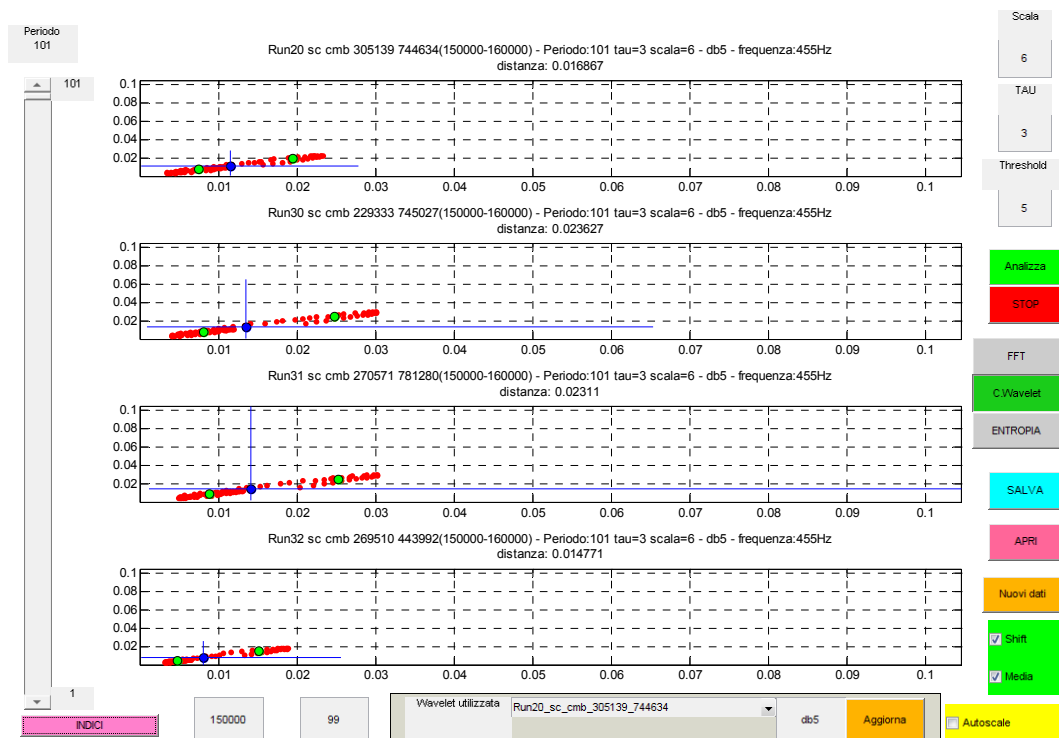 Periodo
101
101
1
INDICI
Run20 sc cmb 305139 744634(150000-160000) - Periodo:101 tau=3 scala=6 - db5 - frequenza:455Hz
distanza: 0.016867
0.1
0.08
0.06
0.04
0.02
0.01 0.02 0.03 0.04 0.05 0.06 0.07 0.08 0.09 0.1
Run30 sc cmb 229333 745027(150000-160000) - Periodo:101 tau=3 scala=6 - db5 - frequenza:455Hz
distanza: 0.023627
0.1
0.08
0.06
0.04
0.02
0.01 0.02 0.03 0.04 0.05 0.06 0.07 0.08 0.09 0.1
Run31 sc cmb 270571 781280(150000-160000) - Periodo:101 tau=3 scala=6 - db5 - frequenza:455Hz
distanza: 0.02311
0.1
0.08
0.06
0.04
0.02
0.01 0.02 0.03 0.04 0.05 0.06 0.07 0.08 0.09 0.1
Run32 sc cmb 269510 443992(150000-160000) - Periodo:101 tau=3 scala=6 - db5 - frequenza:455Hz
distanza: 0.014771
0.1
0.08
0.06
0.04
0.02
0.01 0.02 0.03 0.04 0.05 0.06 0.07 0.08 0.09 0.1
150000
99
Wavelet utilizzata
Run20_sc_cmb_305139_744634
db5
Aggiorna
Scala
6
TAU
3
Threshold
5
Analizza
STOP
FFT
C.Wavelet
ENTROPIA
SALVA
APRI
Nuovi dati
Shift
Media
Autoscale